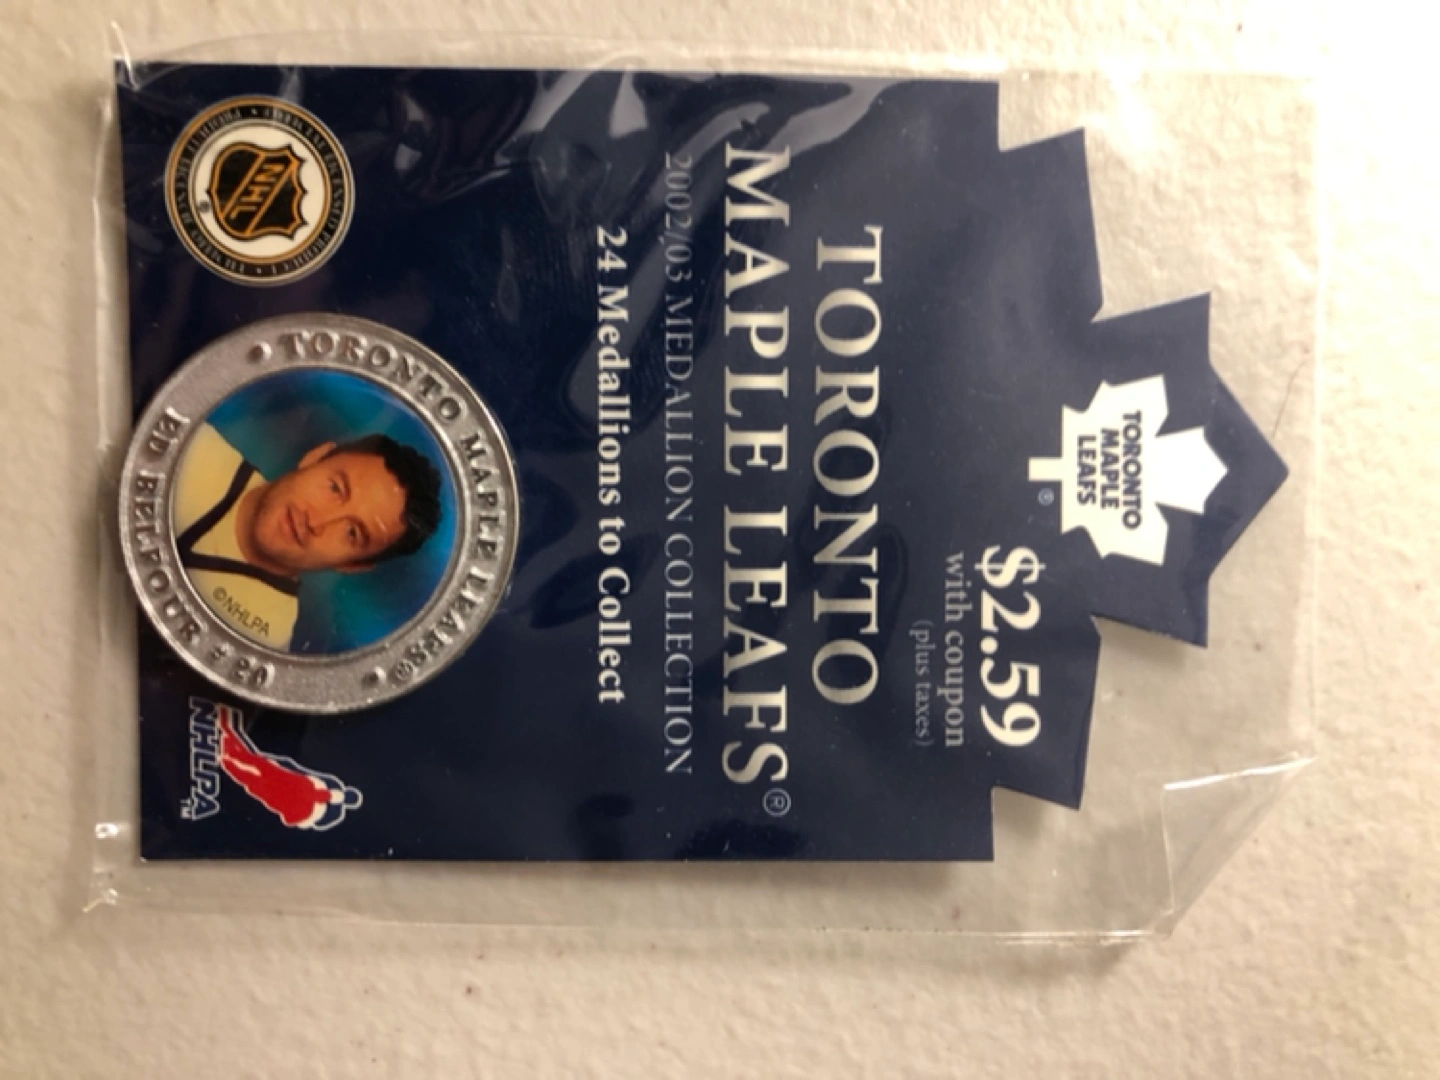 TORONTO
MAPLE
LEAFS
®
$2.59
with coupon
(plus taxes)
TORONTO
MAPLE LEAFS®
2002/03 MEDALLION COLLECTION
24 Medallions to Collect
NHL
®
• TORONTO MAPLE LEAFS® •
ED BELFOUR #20
©NHLPA
NHLPA
TM